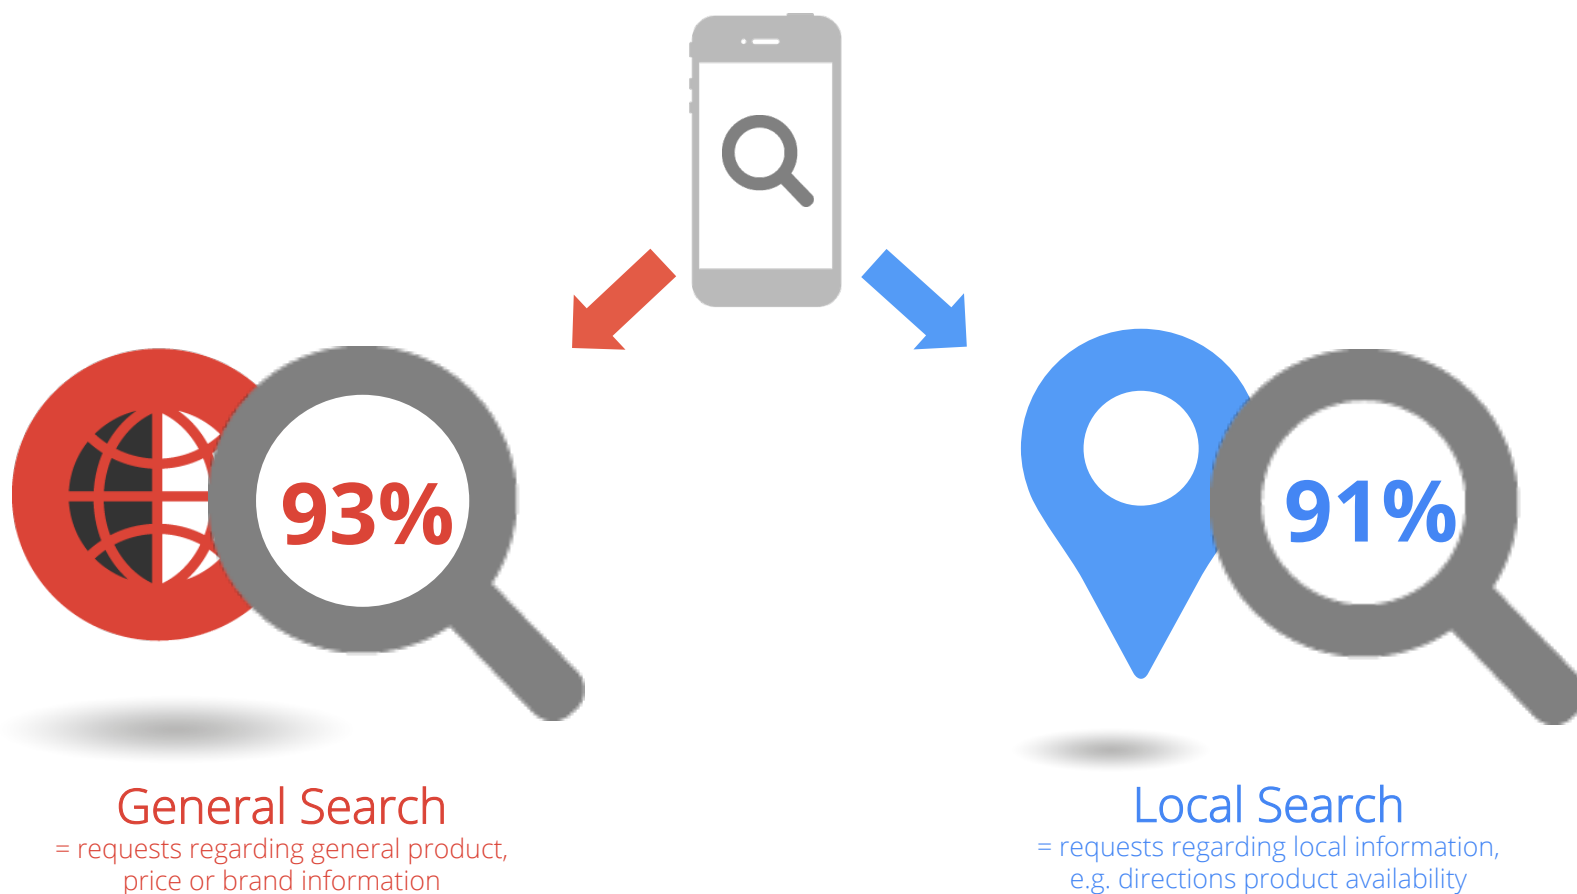 93%
91%
General Search
= requests regarding general product,
price or brand information
Local Search
= requests regarding local information,
e.g. directions product availability